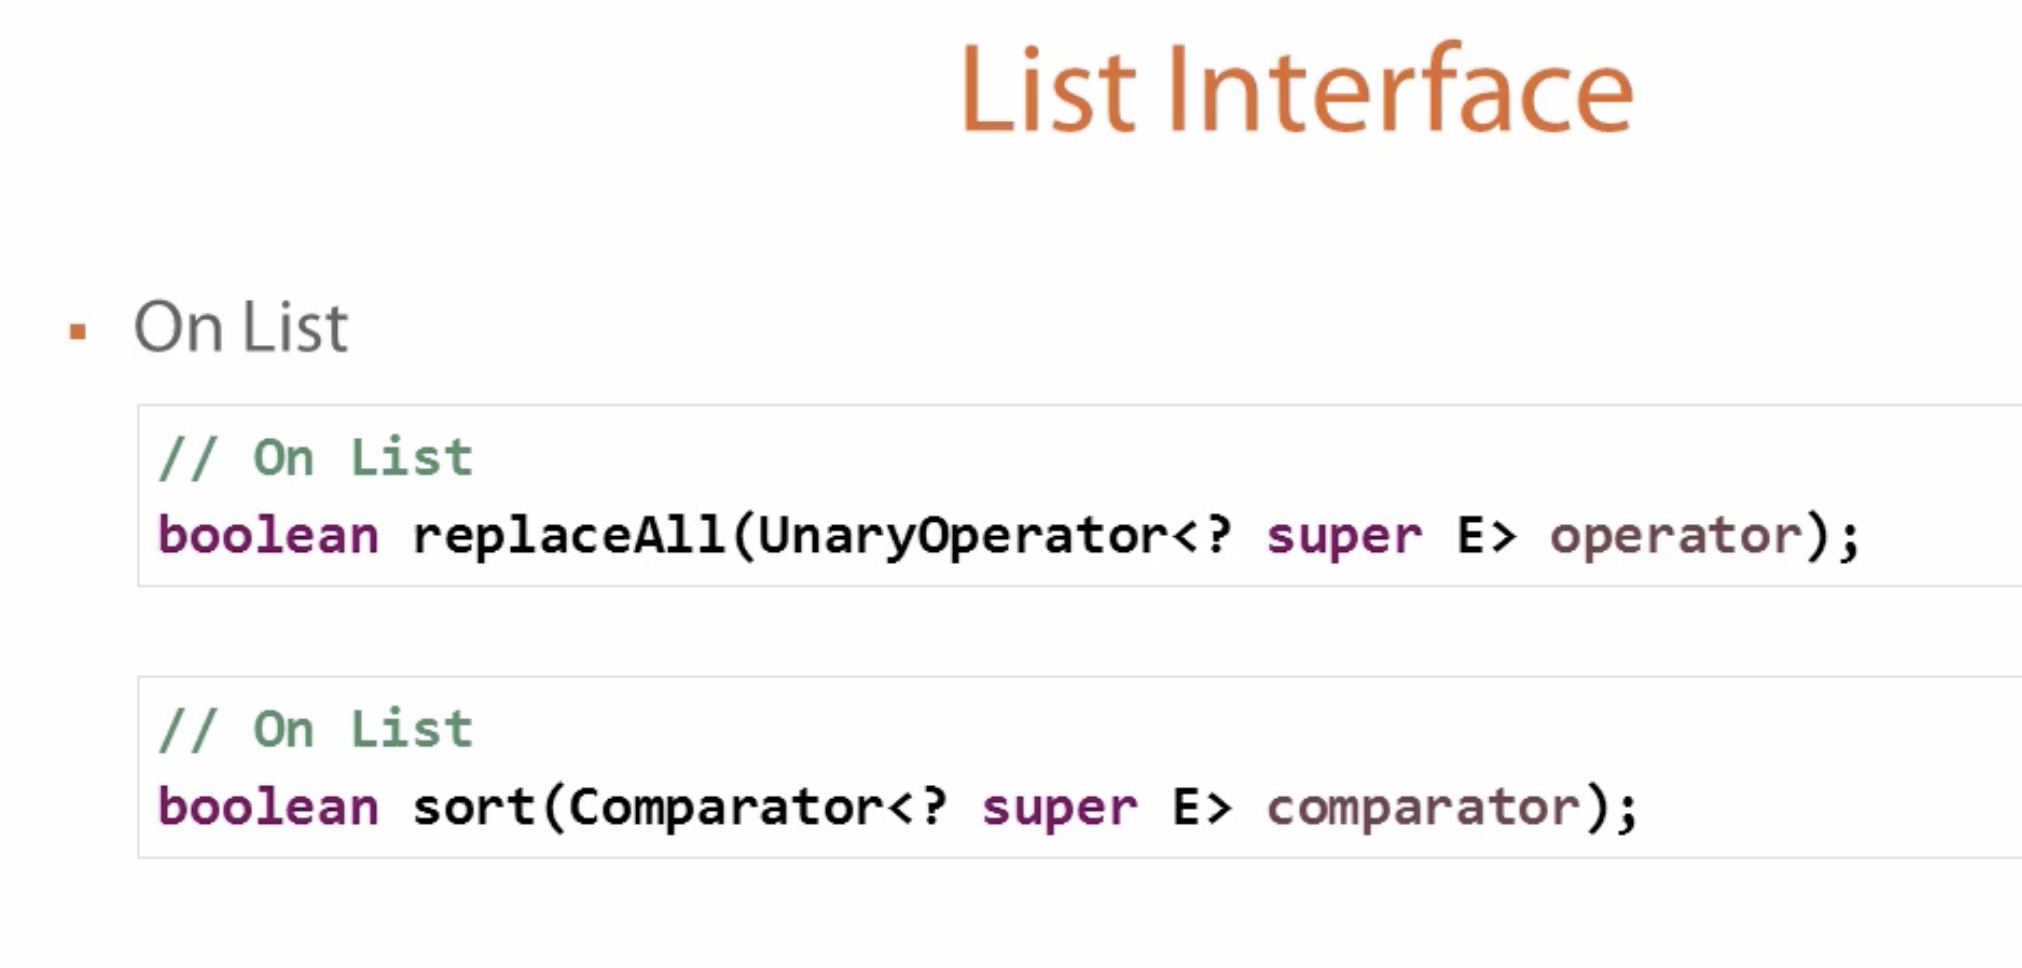 List Interface
On List
// On List
boolean replaceAll(UnaryOperator<? super E> operator);
// On List
boolean sort(Comparator<? super E> comparator);